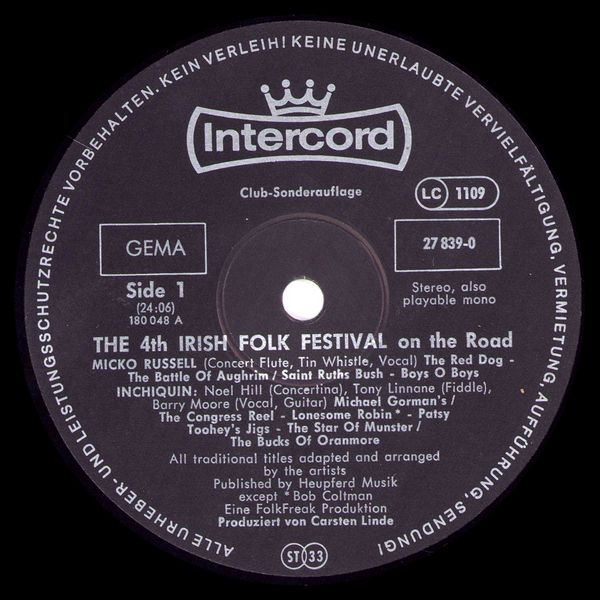 ALLE URHEBER- UND LEISTUNGSSCHUTZRECHTE VORBEHALTEN. KEIN VERLEIH! KEINE UNERLAUBTE VERVIELFÄLTIGUNG, VERMIETUNG, AUFFÜHRUNG, SENDUNG!
Intercord
Club-Sonderauflage
LC 1109
GEMA
27 839-0
Side 1
(24:06)
180 048 A
Stereo, also
playable mono
THE 4th IRISH FOLK FESTIVAL on the Road
MICKO RUSSELL (Concert Flute, Tin Whistle, Vocal) The Red Dog -
The Battle Of Aughrim / Saint Ruths Bush - Boys O Boys
INCHIQUIN: Noel Hill (Concertina), Tony Linnane (Fiddle),
Barry Moore (Vocal, Guitar) Michael Gorman's /
The Congress Reel - Lonesome Robin* - Patsy
Toohey's Jigs - The Star Of Munster /
The Bucks Of Oranmore
All traditional titles adapted and arranged
by the artists
Published by Heupferd Musik
except *Bob Coltman
Eine FolkFreak Produktion
Produziert von Carsten Linde
ST 33